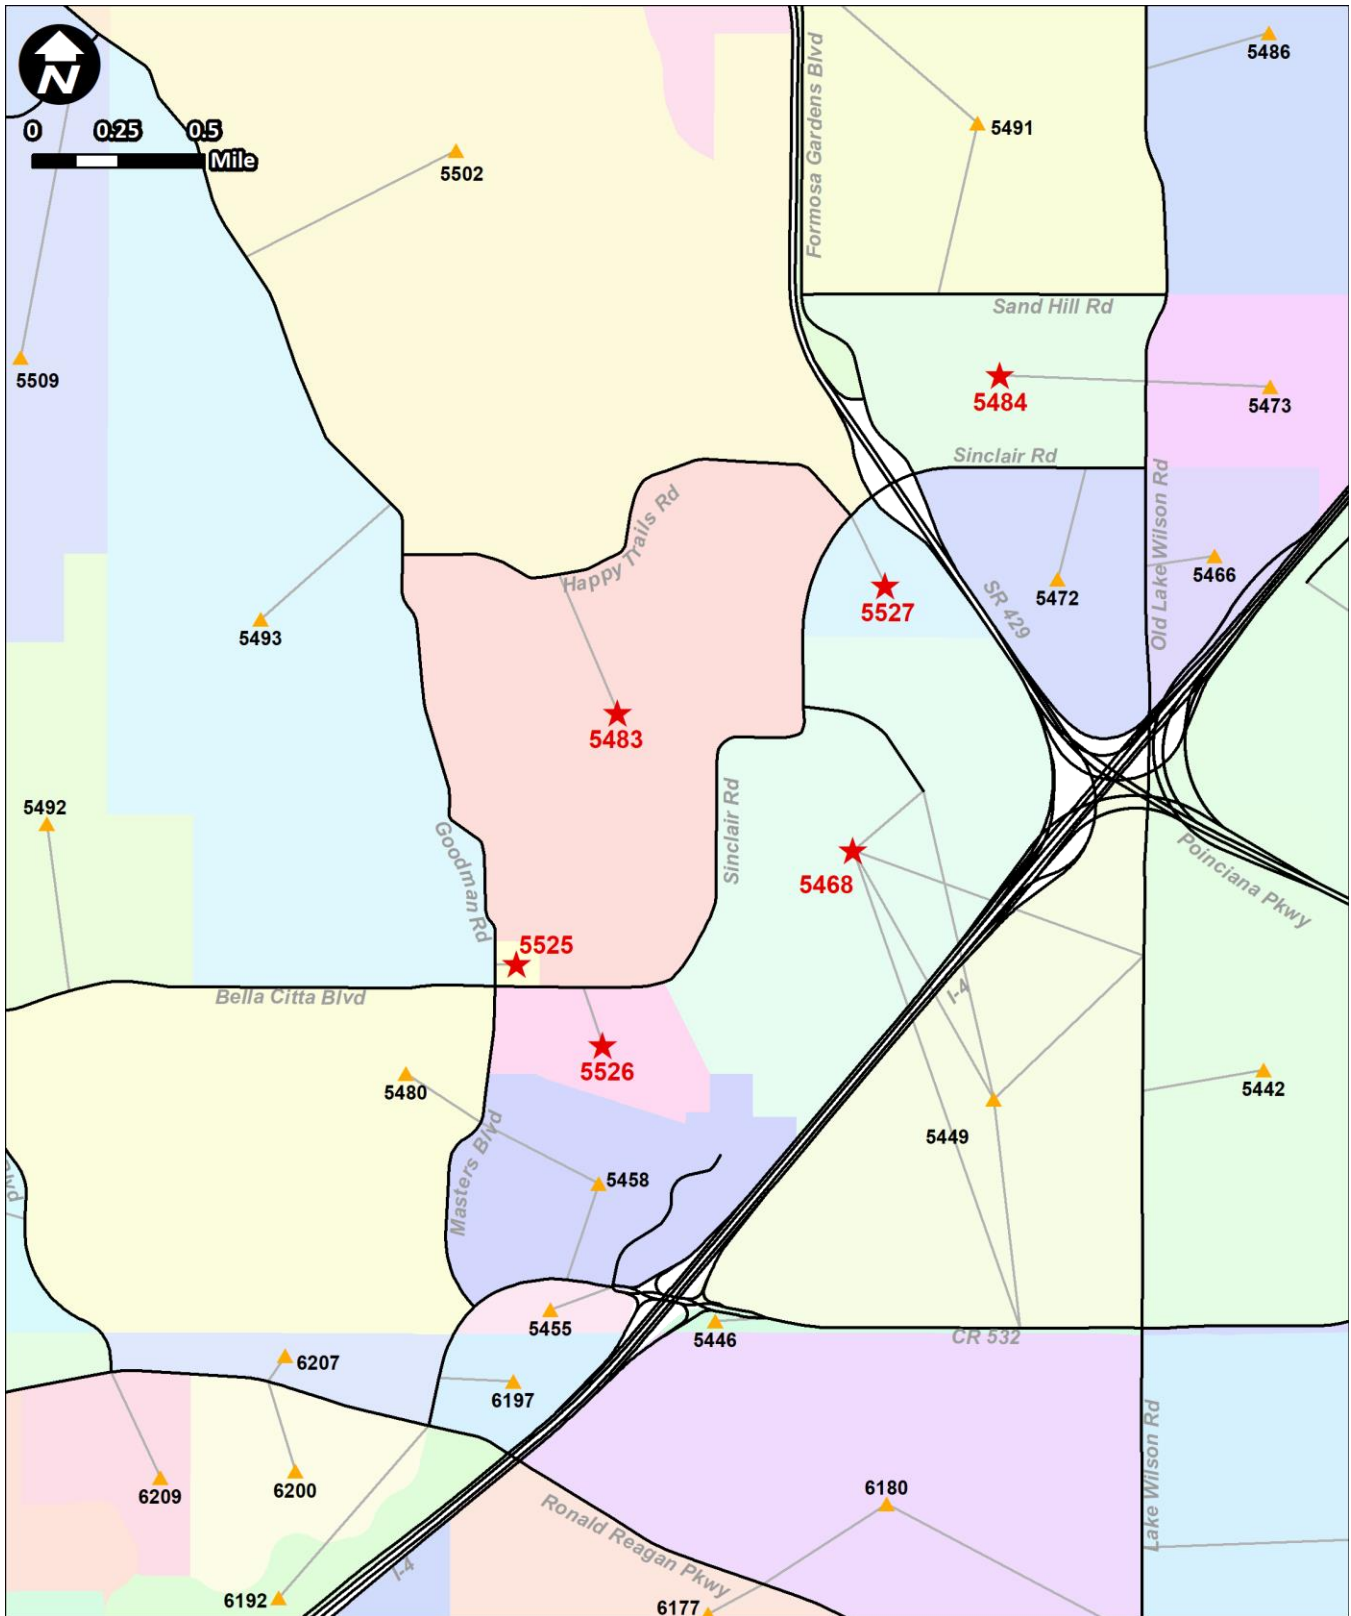 Formosa Gardens Blvd
5486
N
0 0.25 0.5
Mile
5491
5502
Sand Hill Rd
5509
5484
5473
Sinclair Rd
Happy Trails Rd
Old Lake Wilson Rd
5466
5472
SR 429
5527
5493
5483
5492
Goodman Rd
Sinclair Rd
5468
Poinciana Pkwy
5525
Bella Citta Blvd
I-4
5526
5480
5442
5449
Masters Blvd
5458
Blvd
5455
5446
CR 532
6207
6197
Lake Wilson Rd
6209
6200
6180
Ronald Reagan Pkwy
I-4
6192
6177